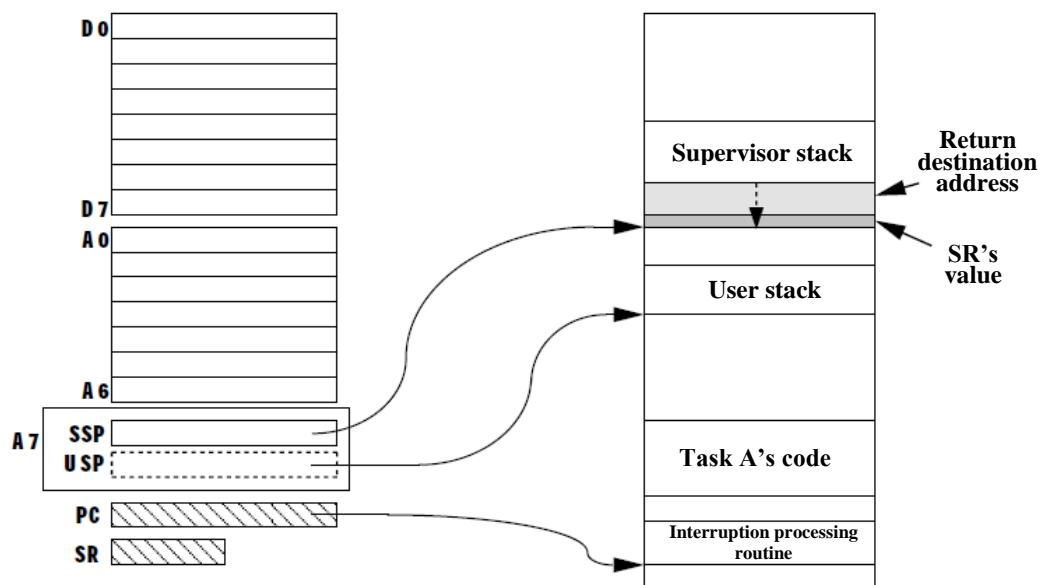 D0
D7
A0
A6
A7
SSP
USP
PC
SR
Supervisor stack
Return
destination
address
SR's
value
User stack
Task A's code
Interruption processing
routine